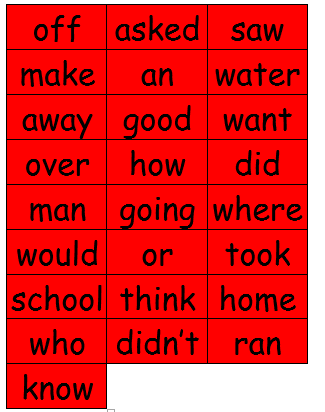 off asked saw
make an water
away good want
over how did
man going where
would or took
school think home
who didn't ran
know